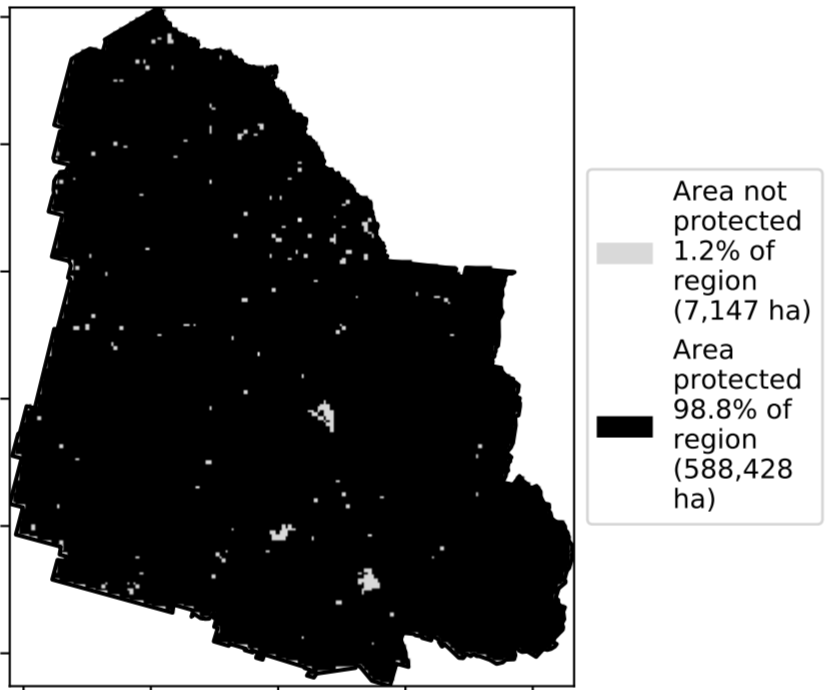 Area not
protected
1.2% of
region
(7,147 ha)
Area
protected
98.8% of
region
(588,428
ha)